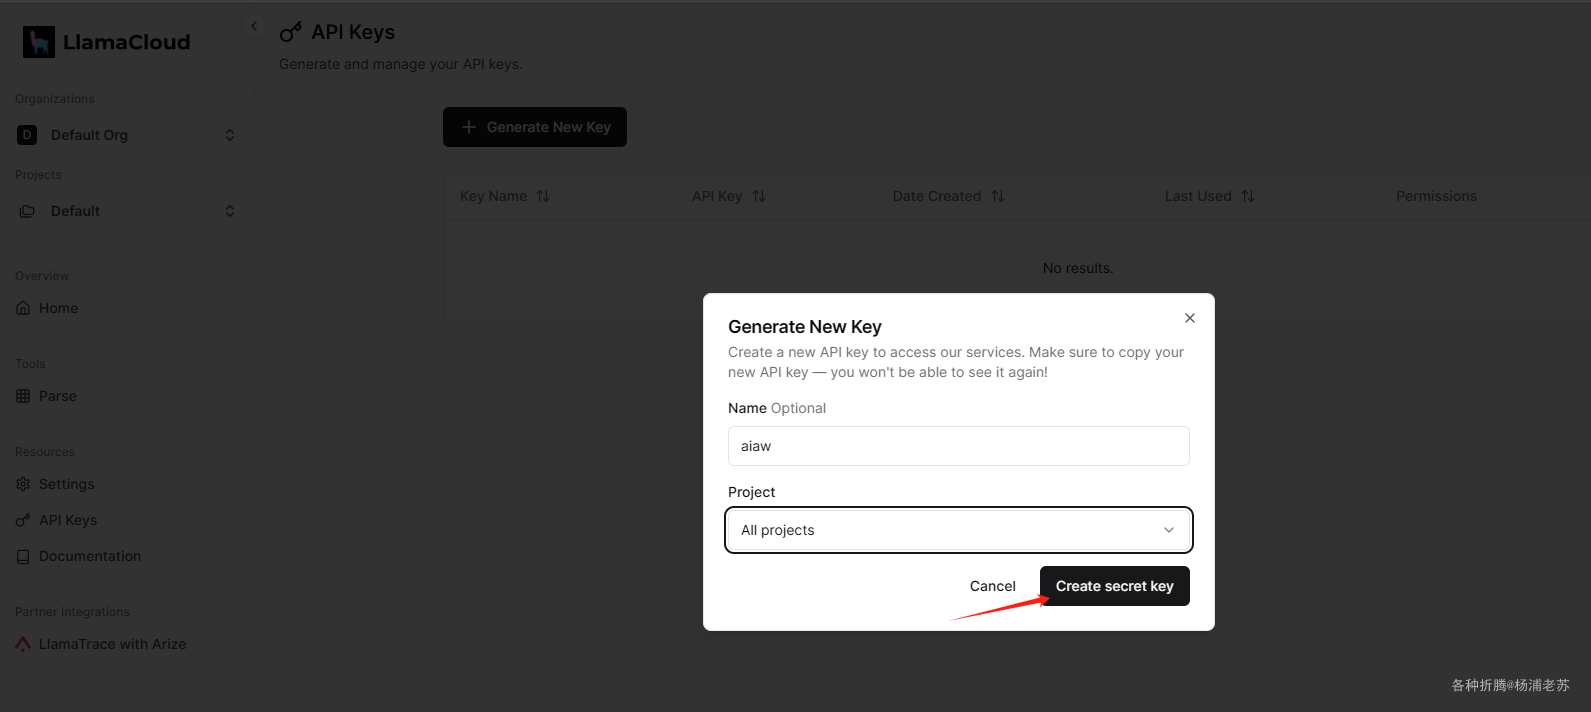 LlamaCloud
Organizations
D Default Org
Projects
Default
Overview
Home
Tools
Parse
Resources
Settings
API Keys
Documentation
Partner Integrations
LlamaTrace with Arize
API Keys
Generate and manage your API keys.
Generate New Key
Key Name API Key Date Created Last Used Permissions
No results.
Generate New Key
Create a new API key to access our services. Make sure to copy your
new API key — you won't be able to see it again!
Name Optional
aiaw
Project
All projects
Cancel Create secret key
各种折腾@杨浦老苏